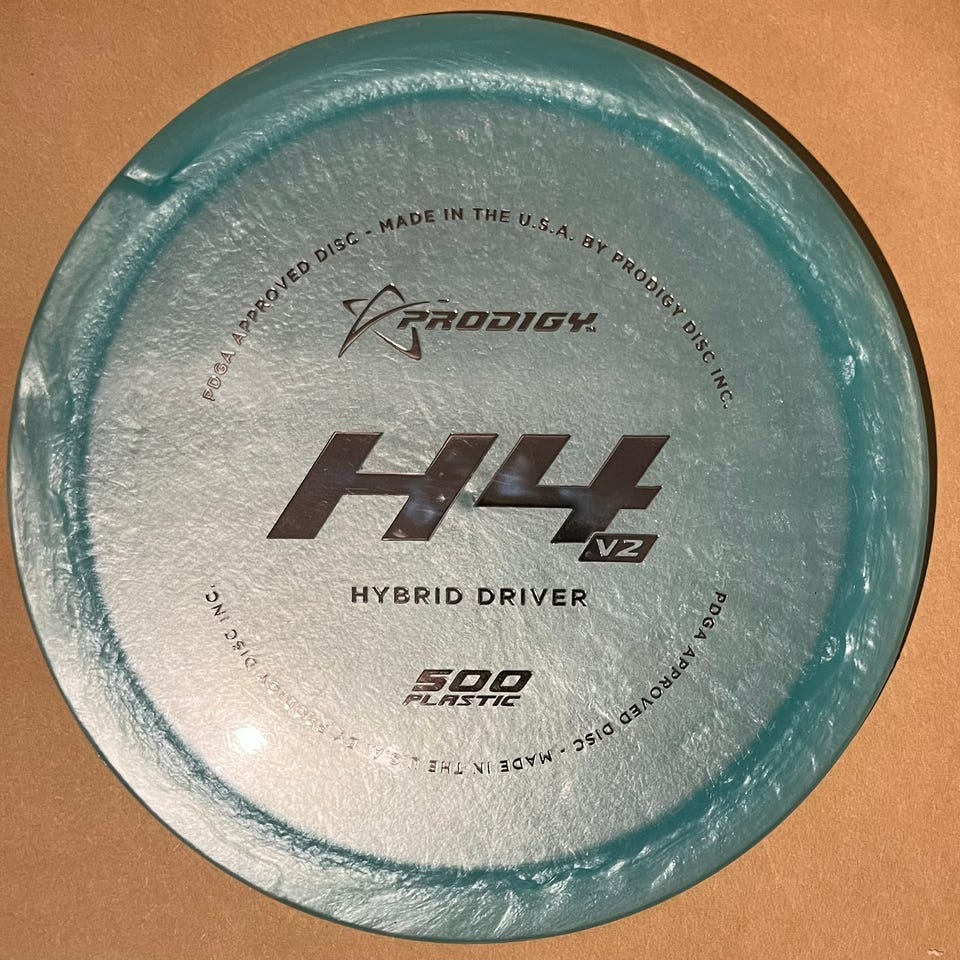 PDGA APPROVED DISC - MADE IN THE U.S.A. BY PRODIGY DISC INC.
PRODIGY™
H4
V2
HYBRID DRIVER
500
PLASTIC
PDGA APPROVED DISC - MADE IN THE U.S.A. BY PRODIGY DISC INC.